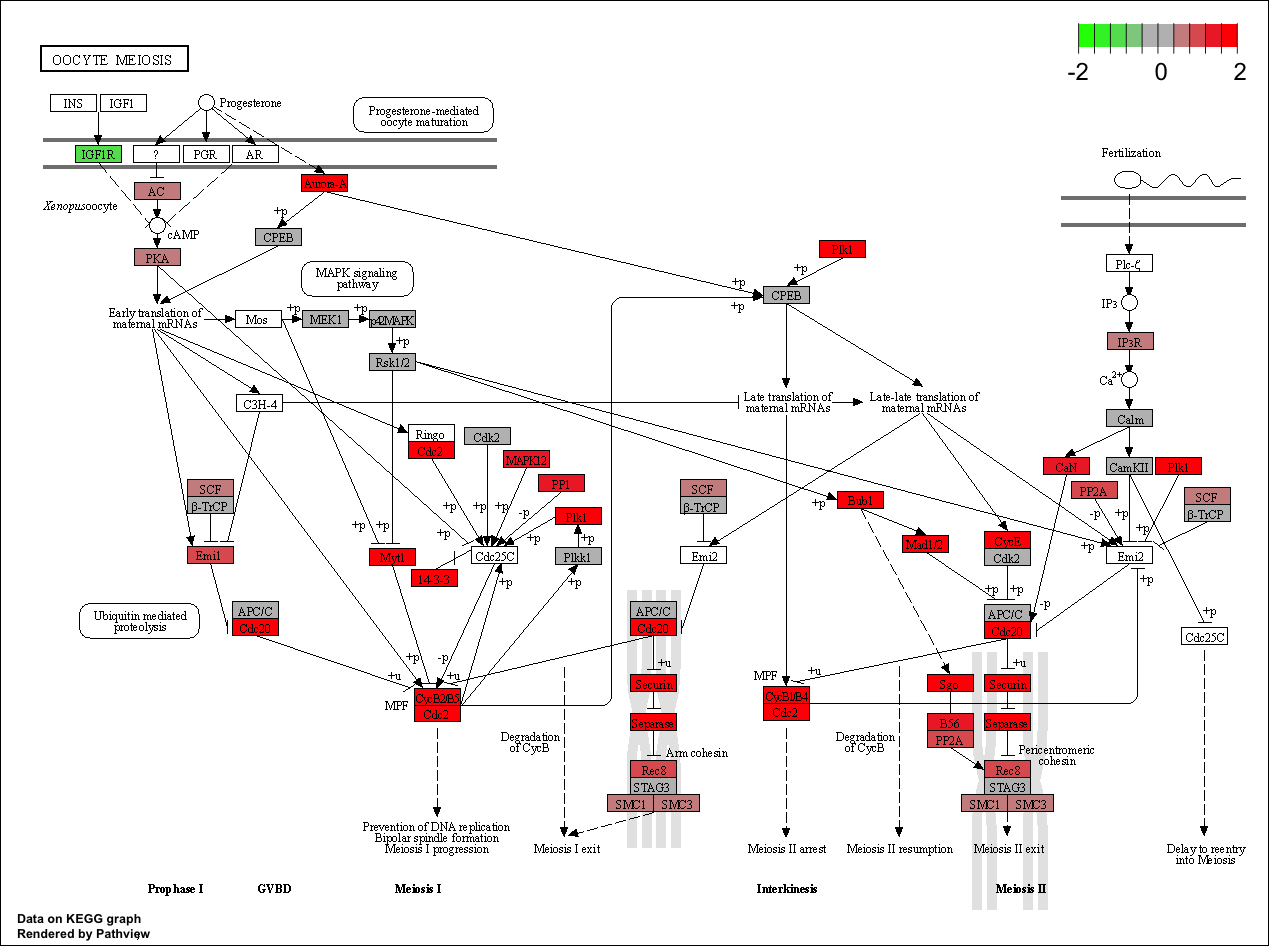 OOCYTE MEIOSIS
-2 0 2
INS IGF1
Progesterone
Progesterone-mediated
oocyte maturation
IGF1R ? PGR AR
Fertilization
AC
Aurora-A
Xenopus oocyte
cAMP
+p
CPEB
PKA
Plk1
+p
Plc-ζ
MAPK signaling
pathway
+p
CPEB
+p
IP3
Early translation of
maternal mRNAs
Mos
+p
MEK1
+p
p42MAPK
+p
Rsk1/2
IP3R
Ca2+
C3H-4
Late translation of
maternal mRNAs
Late-late translation of
maternal mRNAs
Calm
Ringo
Cdc2
Cdk2
MAPK12
PP1
Plk1
CaN
CamKII
Plk1
PP2A
SCF
β-TrCP
SCF
β-TrCP
SCF
β-TrCP
Bub1
+p
+p
+p
+p
+p
-p
+p
+p
+p
-p
+p
+p
+p
Emi1
Myt1
Cdc25C
Plkk1
Emi2
Mad1/2
CycE
Cdk2
Emi2
14-3-3
+p
+p
+p
+p
+p
-p
Ubiquitin mediated
proteolysis
APC/C
Cdc20
APC/C
Cdc20
APC/C
Cdc20
+p
Cdc25C
+p
-p
+u
+u
+u
+u
+u
MPF
CycB2/B5
Cdc2
Securin
MPF
CycB1/B4
Cdc2
Sgo
Securin
Separase
B56
PP2A
Separase
Degradation
of CycB
Arm cohesin
Degradation
of CycB
Pericentromeric
cohesin
Rec8
STAG3
SMC1 SMC3
Rec8
STAG3
SMC1 SMC3
Prevention of DNA replication
Bipolar spindle formation
Meiosis I progression
Meiosis I exit
Meiosis II arrest
Meiosis II resumption
Meiosis II exit
Delay to reentry
into Meiosis
Prophase I GVBD Meiosis I Interkinesis Meiosis II
Data on KEGG graph
Rendered by Pathview